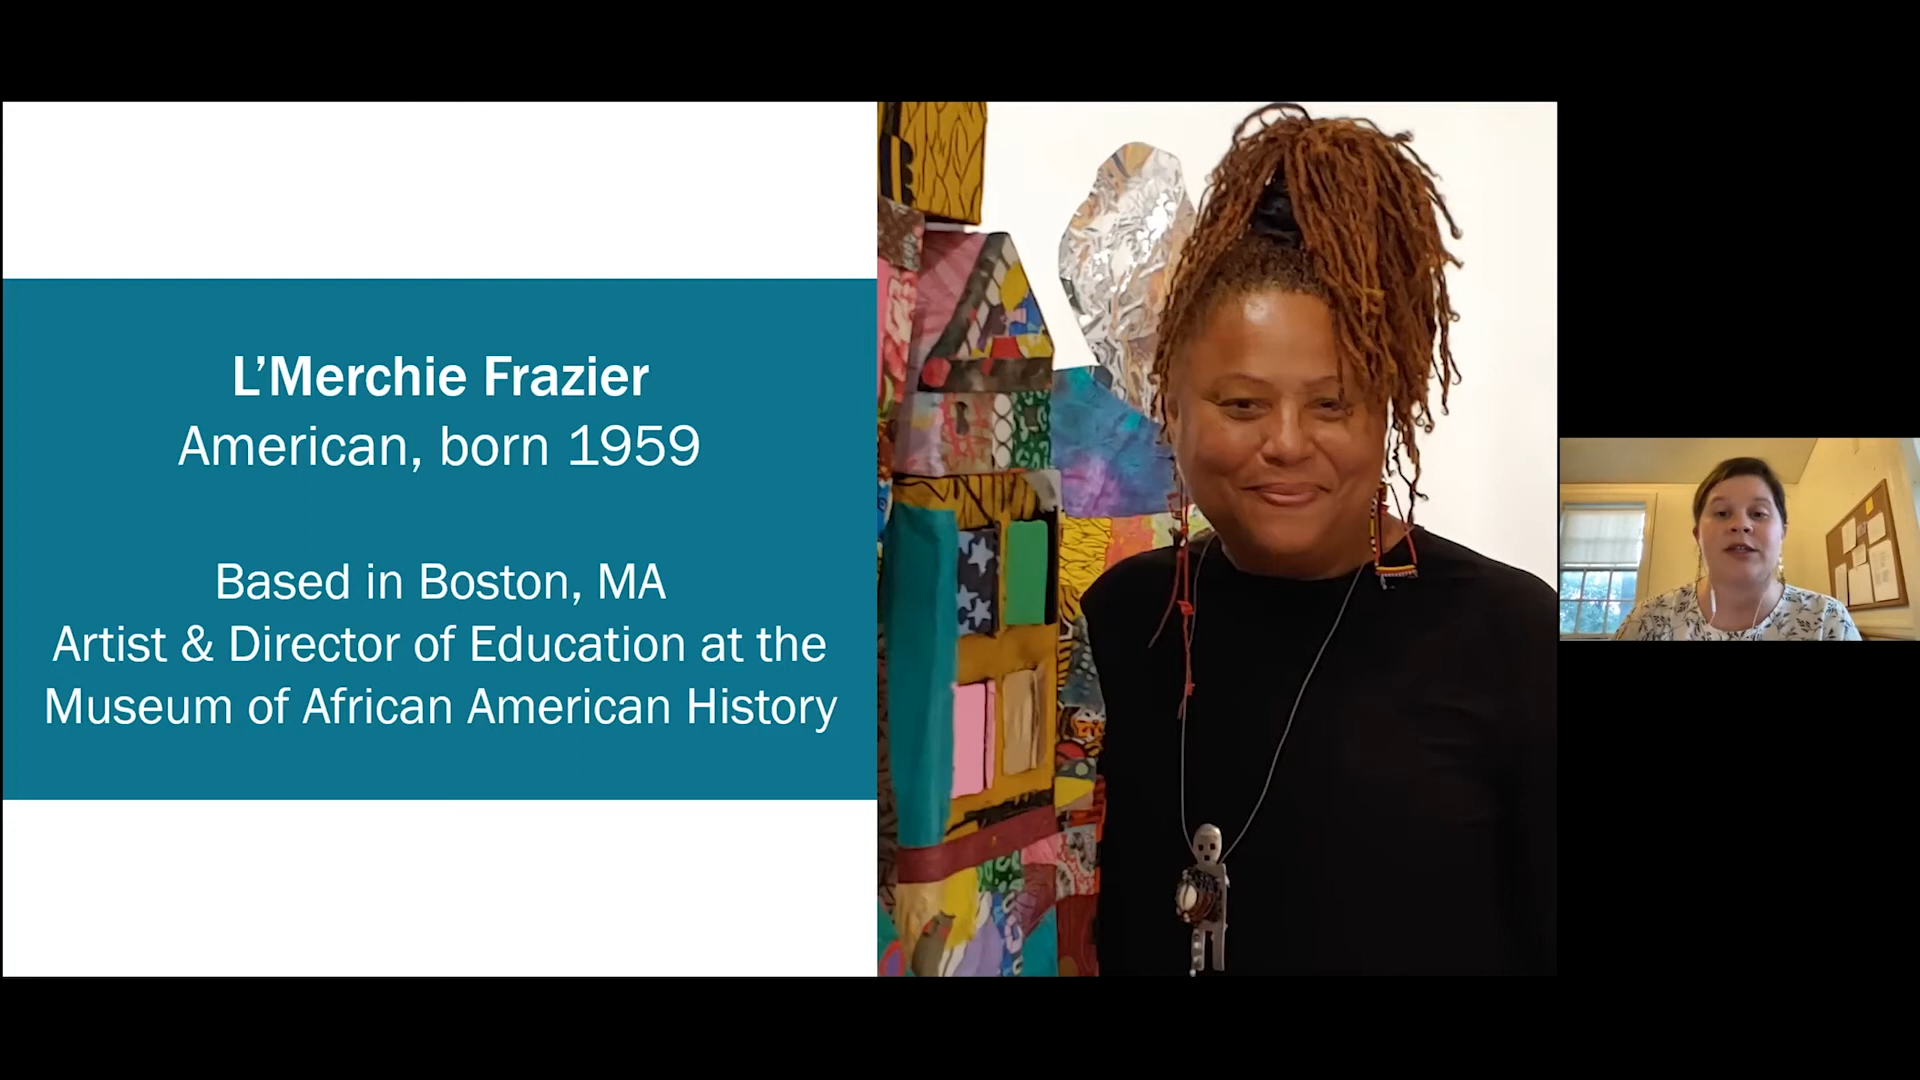 L’Merchie Frazier
American, born 1959
Based in Boston, MA
Artist & Director of Education at the
Museum of African American History